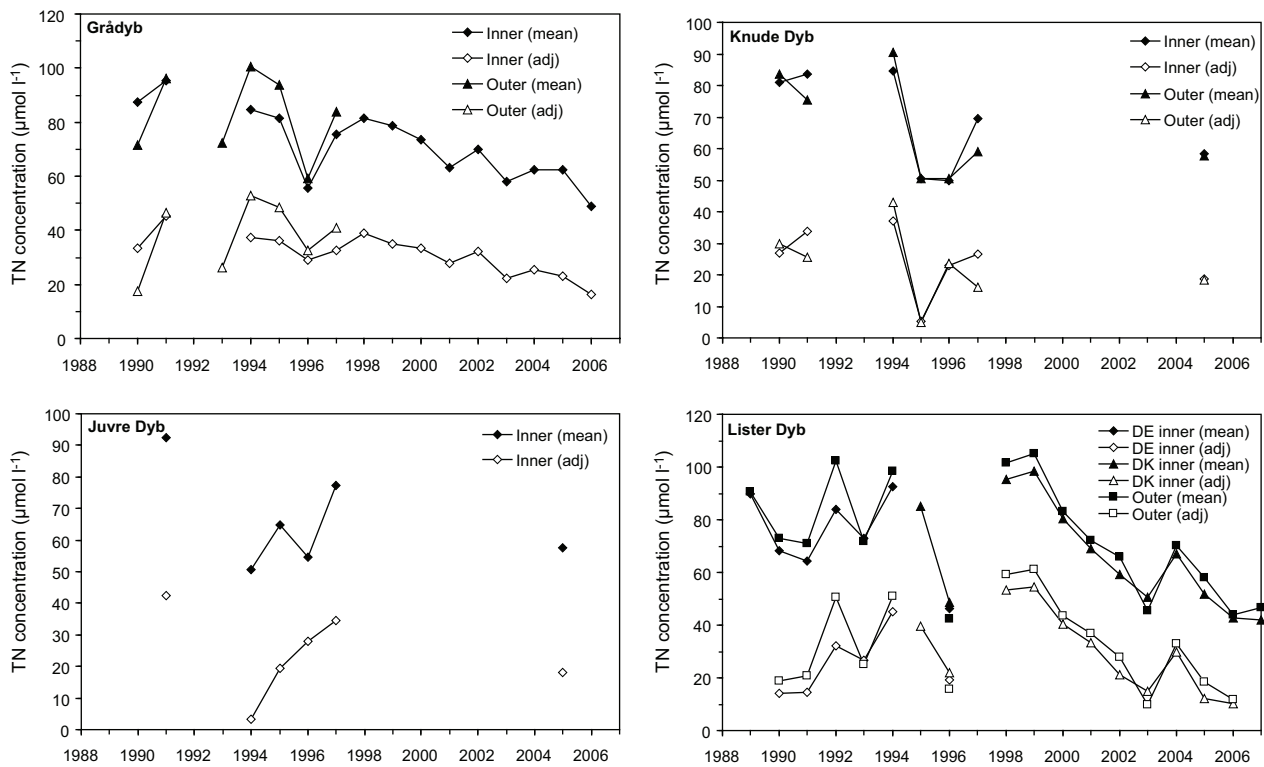 Grådyb
TN concentration (µmol l-1)
120
100
80
60
40
20
0
1988 1990 1992 1994 1996 1998 2000 2002 2004 2006
Inner (mean)
Inner (adj)
Outer (mean)
Outer (adj)
Knude Dyb
TN concentration (µmol l-1)
100
90
80
70
60
50
40
30
20
10
0
1988 1990 1992 1994 1996 1998 2000 2002 2004 2006
Inner (mean)
Inner (adj)
Outer (mean)
Outer (adj)
Juvre Dyb
TN concentration (µmol l-1)
100
90
80
70
60
50
40
30
20
10
0
1988 1990 1992 1994 1996 1998 2000 2002 2004 2006
Inner (mean)
Inner (adj)
Lister Dyb
TN concentration (µmol l-1)
120
100
80
60
40
20
0
1988 1990 1992 1994 1996 1998 2000 2002 2004 2006
DE inner (mean)
DE inner (adj)
DK inner (mean)
DK inner (adj)
Outer (mean)
Outer (adj)